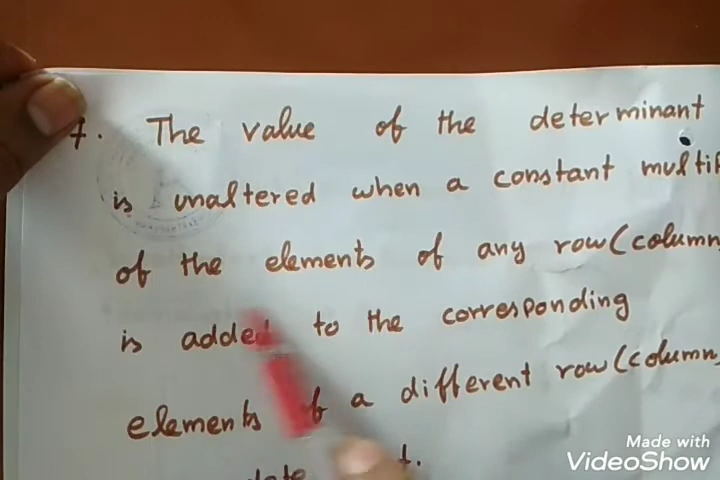 7. The value of the determinant
is unaltered when a constant multip
of the elements of any row (column
is added to the corresponding
elements of a different row (column
Made with
VideoShow